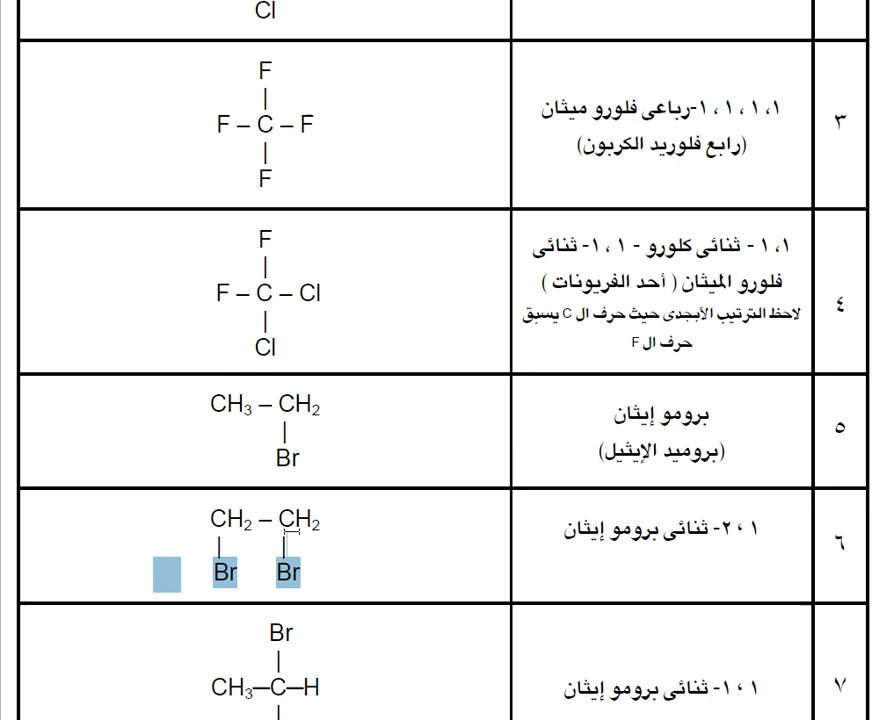 Cl
٣
١، ١ ، ١ ، ١-رباعى فلورو ميثان
(رابع فلوريد الكربون)
F
|
F – C – F
|
F
٤
١، ١ - ثنائى كلورو - ١ ، ١- ثنائى
فلورو الميثان ( أحد الفريونات )
لاحظ الترتيب الأبجدى حيث حرف ال C يسبق
حرف ال F
F
|
F – C – Cl
|
Cl
٥
برومو إيثان
(بروميد الإيثيل)
CH₃ – CH₂
|
Br
٦
١ ،٢- ثنائى برومو إيثان
CH₂ – CH₂
| |
Br Br
٧
١ ،١- ثنائى برومو إيثان
Br
|
CH₃–C–H
|